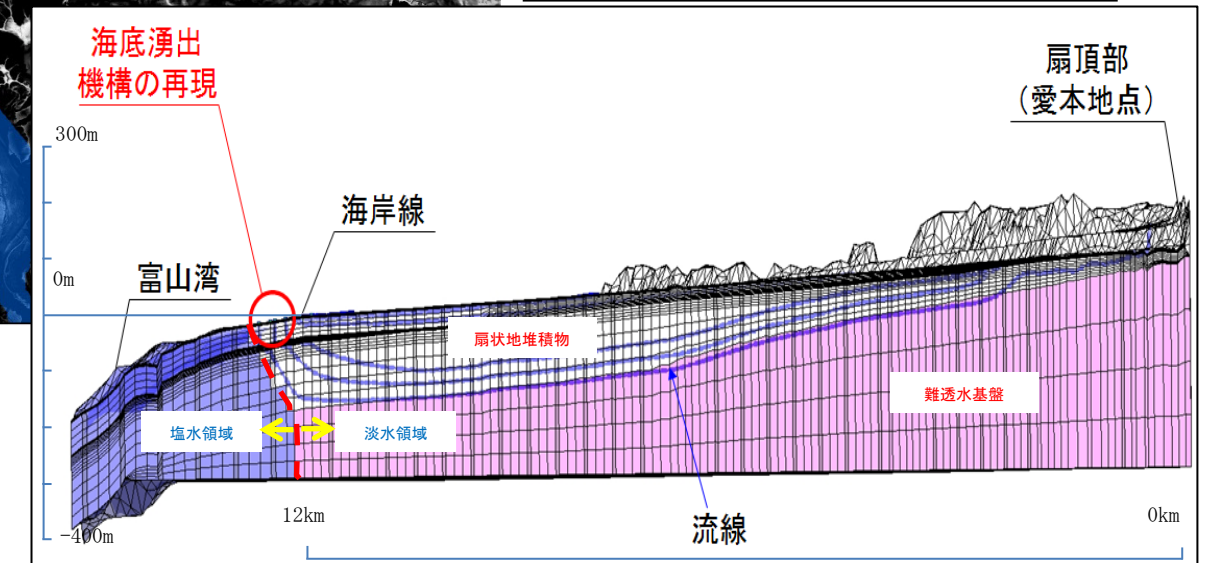 海底湧出
機構の再現
扇頂部
(愛本地点)
300m
海岸線
0m
富山湾
扇状地堆積物
難透水基盤
塩水領域
淡水領域
12km
0km
流線
-400m